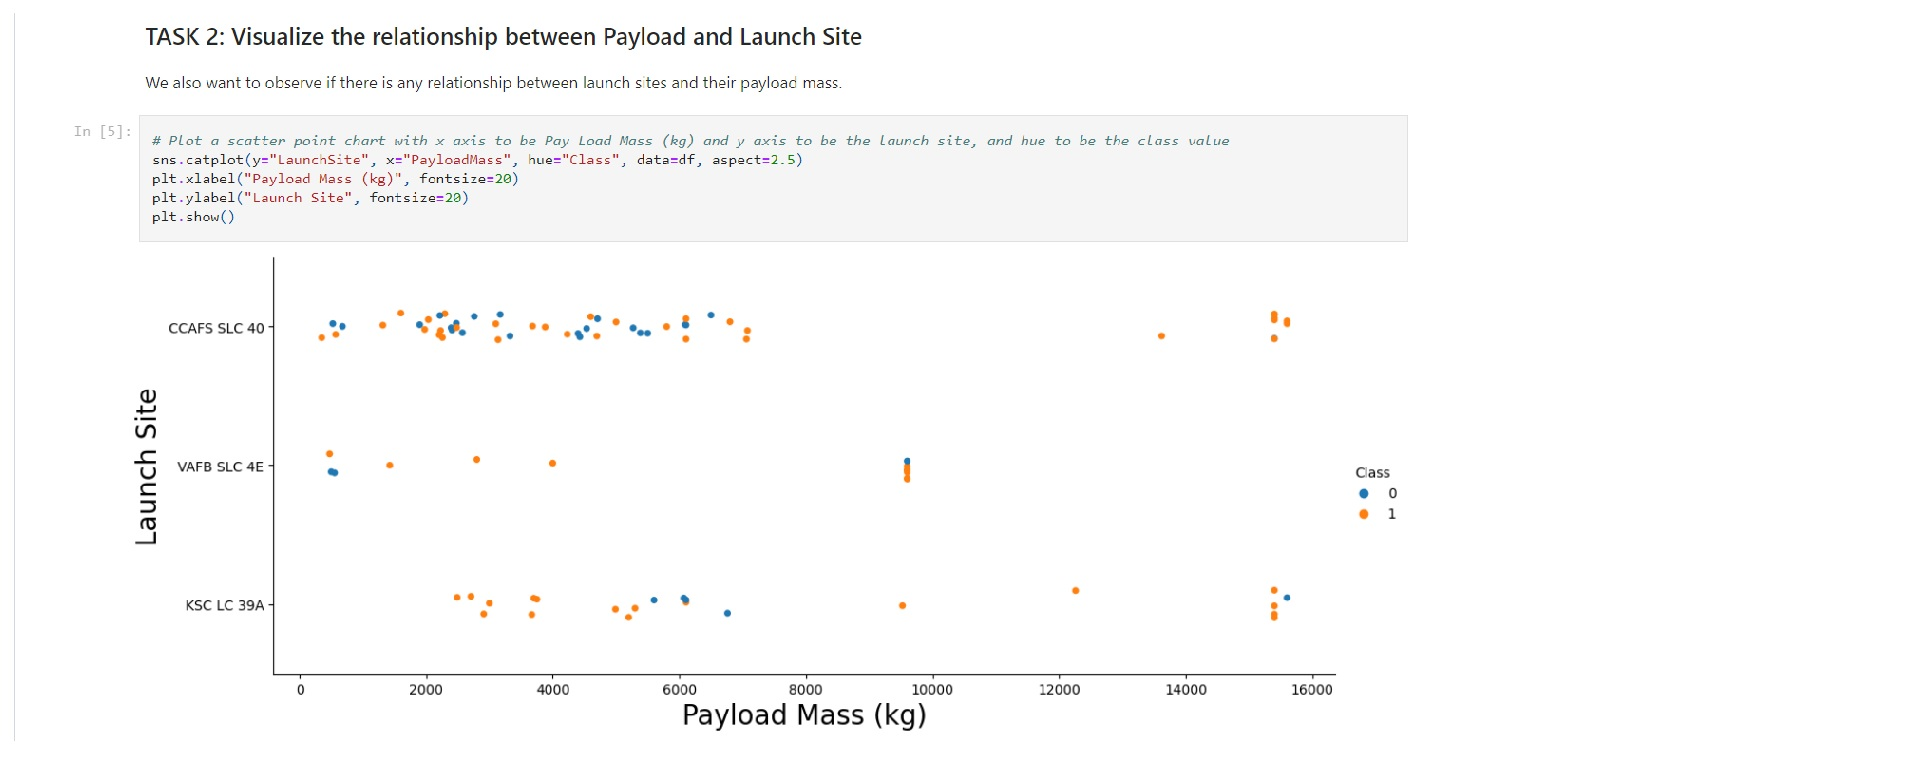 TASK 2: Visualize the relationship between Payload and Launch Site
We also want to observe if there is any relationship between launch sites and their payload mass.
In [5]:
# Plot a scatter point chart with x axis to be Pay Load Mass (kg) and y axis to be the launch site, and hue to be the class value
sns.catplot(y="LaunchSite", x="PayloadMass", hue="Class", data=df, aspect=2.5)
plt.xlabel("Payload Mass (kg)", fontsize=20)
plt.ylabel("Launch Site", fontsize=20)
plt.show()
CCAFS SLC 40
VAFB SLC 4E
KSC LC 39A
Launch Site
Class
0
1
0 2000 4000 6000 8000 10000 12000 14000 16000
Payload Mass (kg)